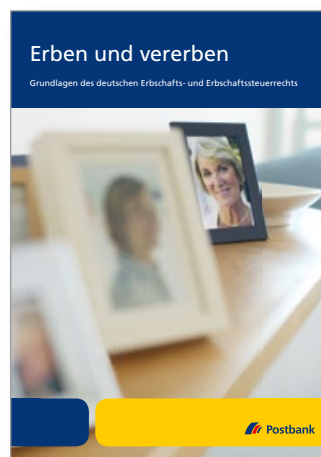 Erben und vererben
Grundlagen des deutschen Erbschafts- und Erbschaftssteuerrechts
Postbank